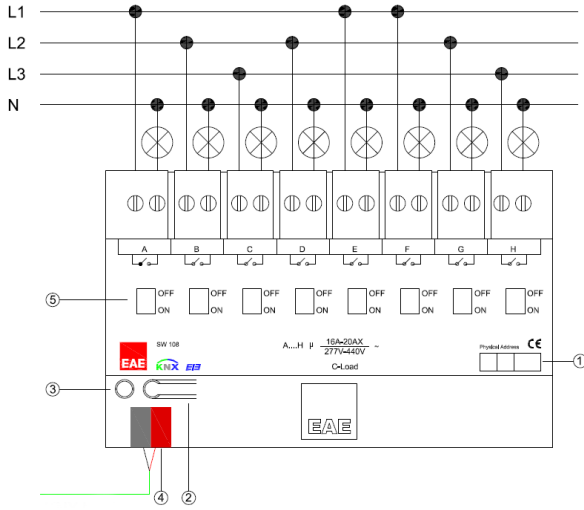 L1
L2
L3
N
A B C D E F G H
⑤ OFF OFF OFF OFF OFF OFF OFF OFF
ON ON ON ON ON ON ON ON
EAE SW 108 KNX EIB
A....H µ 16A-20AX ~
277V-440V
C-Load
Physical Address CE
①
③
EAE
④ ②